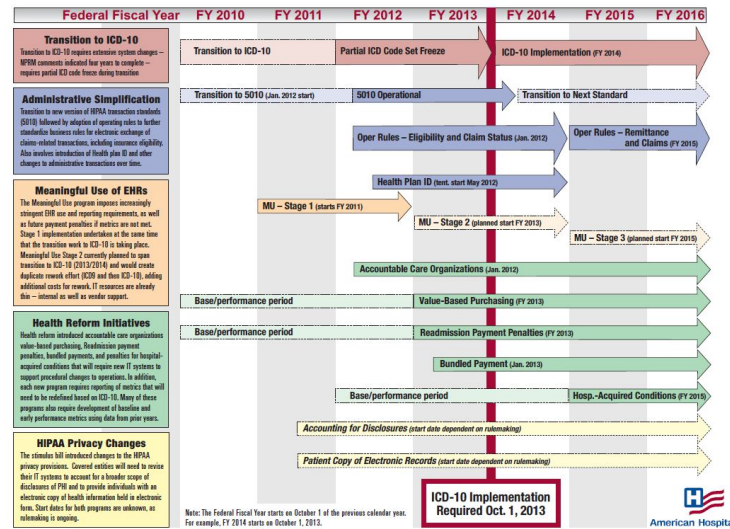 Federal Fiscal Year FY 2010 FY 2011 FY 2012 FY 2013 FY 2014 FY 2015 FY 2016
Transition to ICD-10
Transition to ICD-10 requires extensive system changes –
NPRM comments indicated four years to complete –
requires partial ICD code freeze during transition
Transition to ICD-10
Partial ICD Code Set Freeze
ICD-10 Implementation (FY 2014)
Administrative Simplification
Transition to new version of HIPAA transaction standards
(5010) followed by adoption of operating rules to further
standardize business rules for electronic exchange of
claims-related transactions, including insurance eligibility.
Also involves introduction of Health plan ID and other
changes to administrative transactions over time.
Transition to 5010 (Jan. 2012 start)
5010 Operational
Transition to Next Standard
Oper Rules – Eligibility and Claim Status (Jan. 2012)
Oper Rules – Remittance
and Claims (FY 2015)
Health Plan ID (tent. start May 2012)
Meaningful Use of EHRs
The Meaningful Use program imposes increasingly
stringent EHR use and reporting requirements, as well
as future payment penalties if metrics are not met.
Stage 1 implementation undertaken at the same time
that the transition work to ICD-10 is taking place.
Meaningful Use Stage 2 currently planned to span
transition to ICD-10 (2013/2014) and would create
duplicate rework effort (ICD9 and then ICD-10), adding
additional costs for rework. IT resources are already
thin – internal as well as vendor support.
MU – Stage 1 (starts FY 2011)
MU – Stage 2 (planned start FY 2013)
MU – Stage 3 (planned start FY 2015)
Accountable Care Organizations (Jan. 2012)
Base/performance period
Value-Based Purchasing (FY 2013)
Health Reform Initiatives
Health reform introduced accountable care organizations
value-based purchasing, Readmission payment
penalties, bundled payments, and penalties for hospital-
acquired conditions that will require new IT systems to
support procedural changes to operations. In addition,
each new program requires reporting of metrics that will
need to be redefined based on ICD-10. Many of these
programs also require development of baseline and
early performance metrics using data from prior years.
Base/performance period
Readmission Payment Penalties (FY 2013)
Bundled Payment (Jan. 2013)
Base/performance period
Hosp.-Acquired Conditions (FY 2015)
HIPAA Privacy Changes
The stimulus bill introduced changes to the HIPAA
privacy provisions. Covered entities will need to revise
their IT systems to account for a broader scope of
disclosures of PHI and to provide individuals with an
electronic copy of health information held in electronic
form. Start dates for both programs are unknown, as
rulemaking is ongoing.
Accounting for Disclosures (start date dependent on rulemaking)
Patient Copy of Electronic Records (start date dependent on rulemaking)
ICD-10 Implementation
Required Oct. 1, 2013
Note: The Federal Fiscal Year starts on October 1 of the previous calendar year.
For example, FY 2014 starts on October 1, 2013.
H
American Hospita